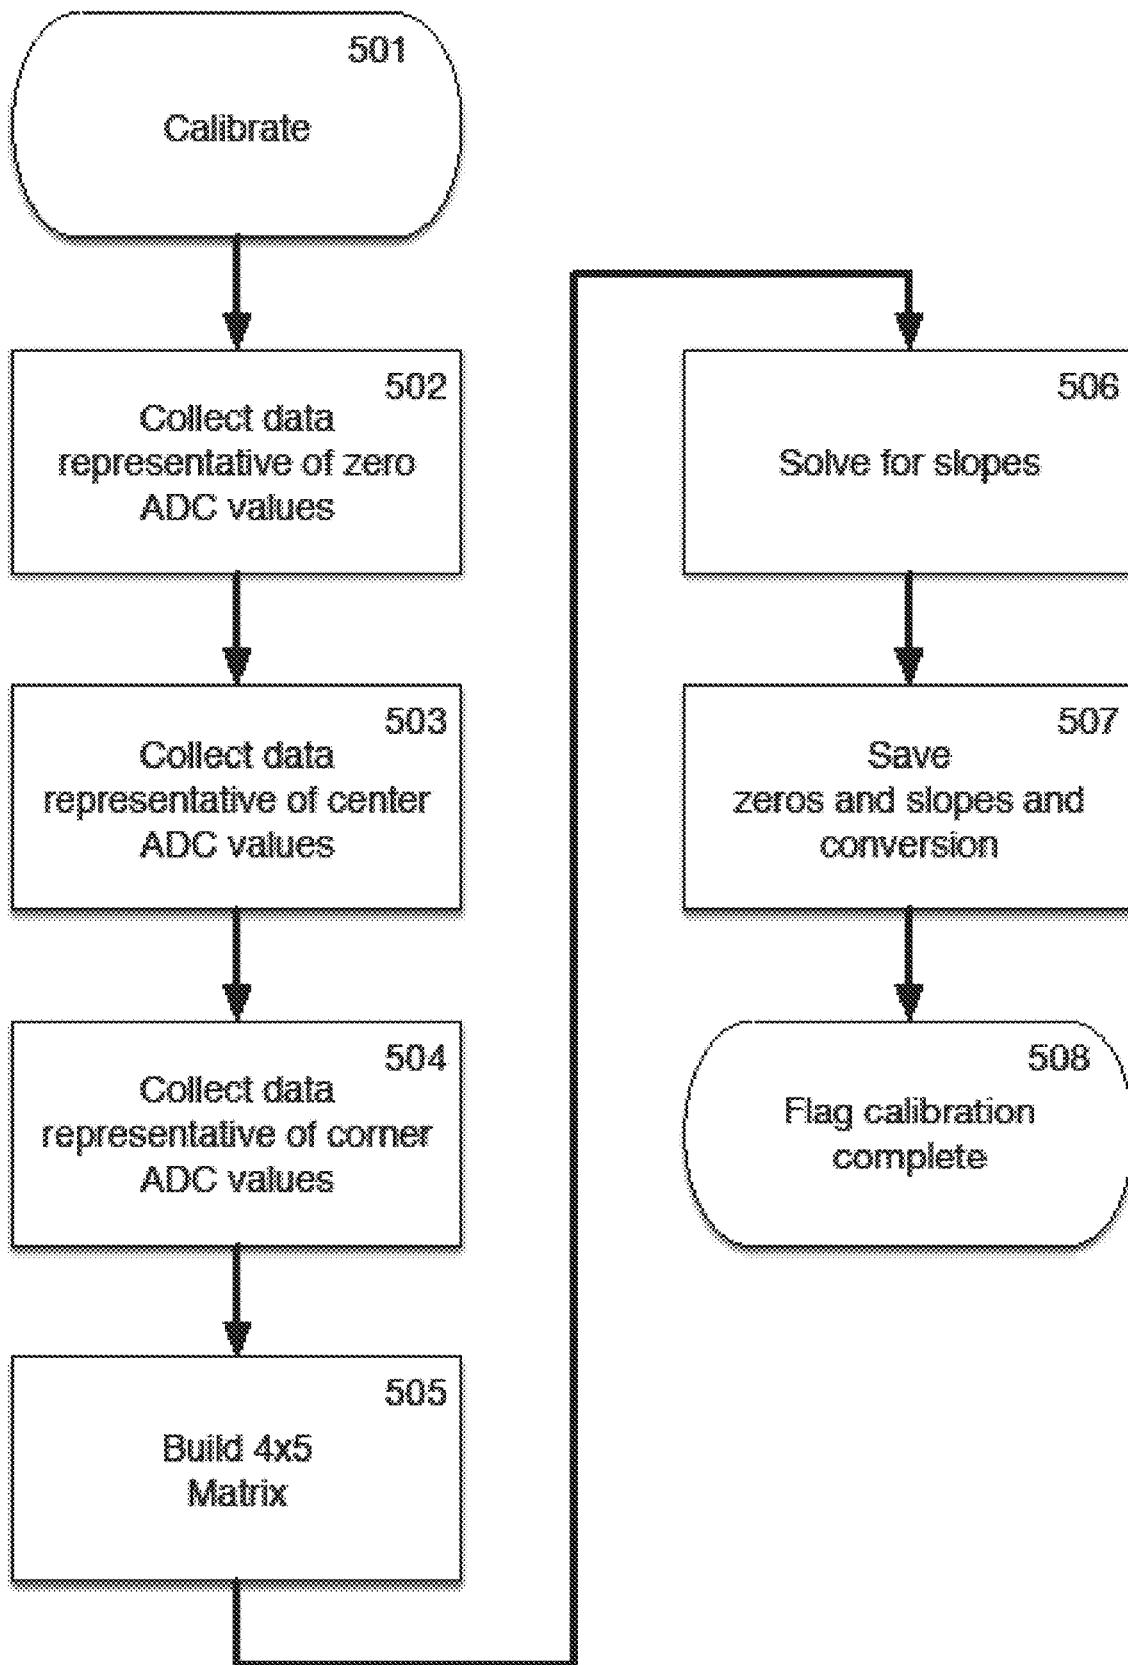 501
Calibrate
502
Collect data
representative of zero
ADC values
503
Collect data
representative of center
ADC values
504
Collect data
representative of corner
ADC values
505
Build 4x5
Matrix
506
Solve for slopes
507
Save
zeros and slopes and
conversion
508
Flag calibration
complete